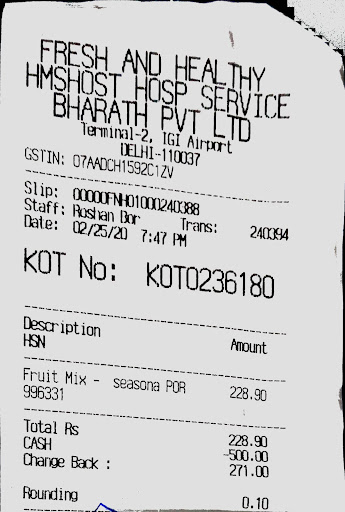 FRESH AND HEALTHY
HMSHOST HOSP SERVICE
BHARATH PVT LTD
Terminal-2, IGI Airport
DELHI-110037
GSTIN: 07AADCH1592C1ZV
Slip: 00000FNH01000240388
Staff: Roshan Bor Trans: 240394
Date: 02/25/20 7:47 PM
KOT No: KOT0236180
Description
HSN Amount
Fruit Mix - seasona POR 228.90
996331
Total Rs 228.90
CASH -500.00
Change Back : 271.00
Rounding 0.10